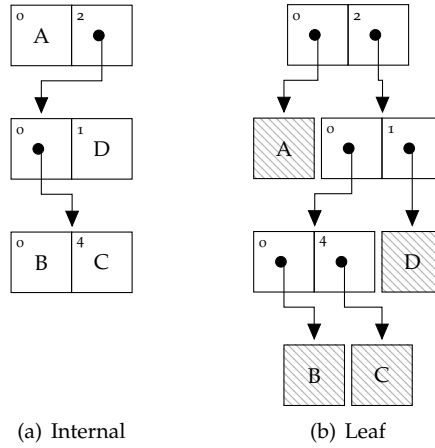 0 A 2
0 1 D
0 B 4 C
(a) Internal
0 2
A 0 1
0 4 D
B C
(b) Leaf